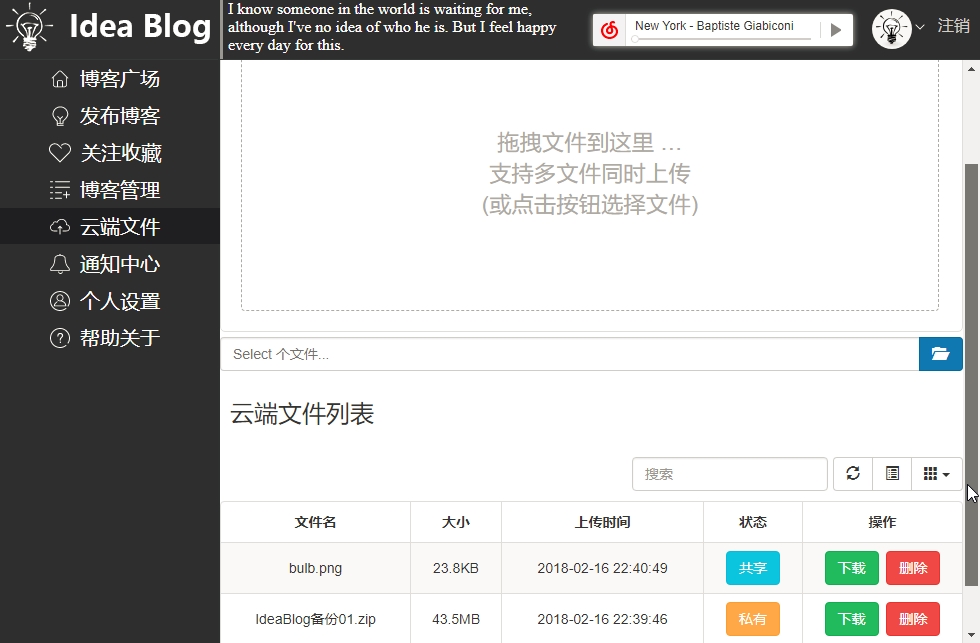 Idea Blog
I know someone in the world is waiting for me,
although I've no idea of who he is. But I feel happy
every day for this.
New York - Baptiste Giabiconi
注销
博客广场
发布博客
关注收藏
博客管理
云端文件
通知中心
个人设置
帮助关于
拖拽文件到这里 …
支持多文件同时上传
(或点击按钮选择文件)
Select 个文件...
云端文件列表
搜索
文件名 大小 上传时间 状态 操作
bulb.png 23.8KB 2018-02-16 22:40:49 共享 下载 删除
IdeaBlog备份01.zip 43.5MB 2018-02-16 22:39:46 私有 下载 删除